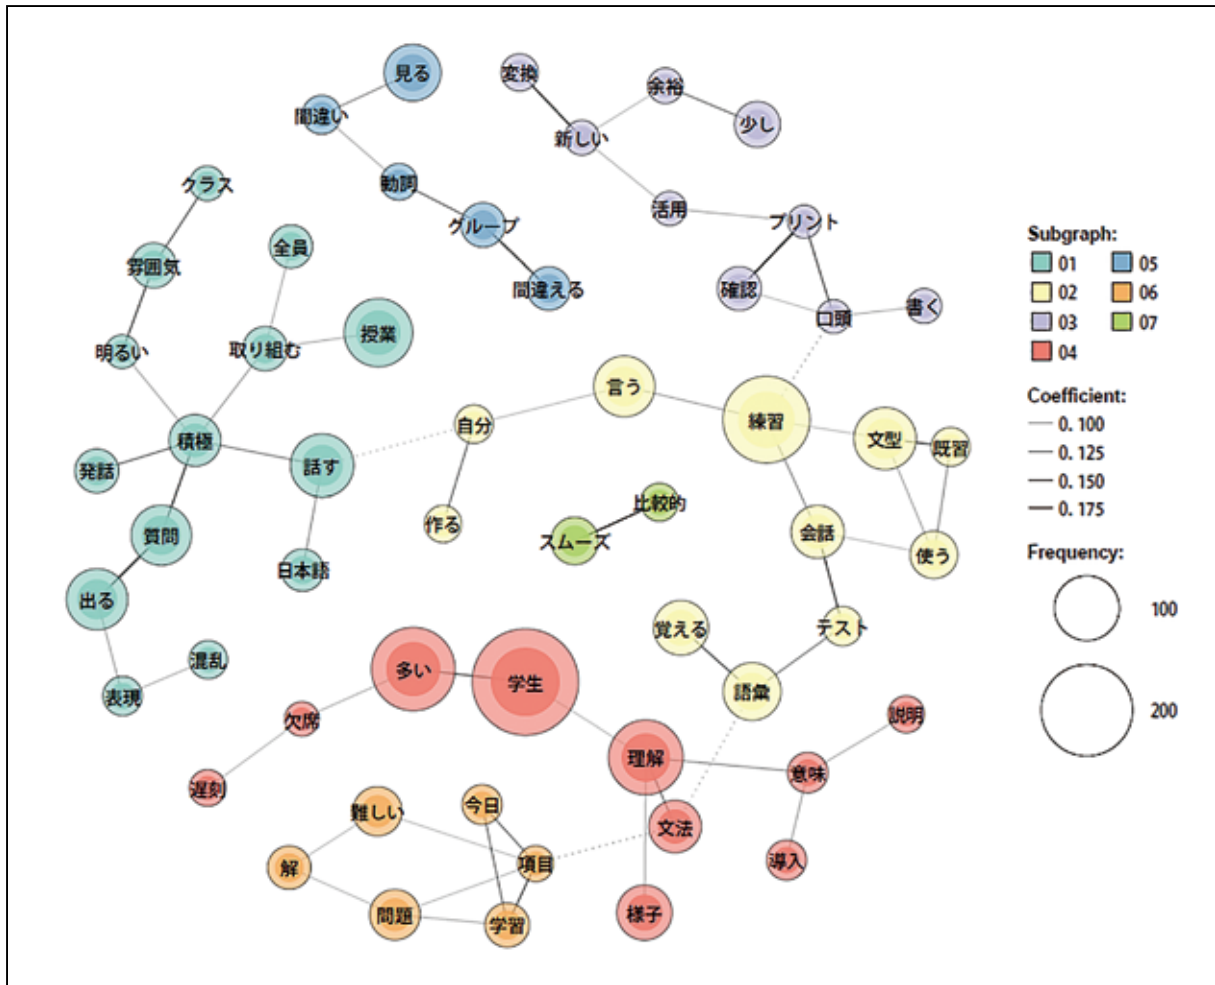 見る
変換
余裕
間違い
新しい
少し
動詞
クラス
活用
グループ
プリント
全員
雰囲気
間違える
確認
口頭
書く
授業
取り組む
明るい
言う
練習
自分
文型
既習
積極
話す
発話
比較的
作る
質問
スムーズ
会話
使う
日本語
出る
覚える
テスト
混乱
表現
多い
学生
語彙
欠席
説明
理解
意味
遅刻
難しい
今日
文法
解
項目
導入
問題
学習
様子
Subgraph:
01 05
02 06
03 07
04
Coefficient:
0. 100
0. 125
0. 150
0. 175
Frequency:
100
200